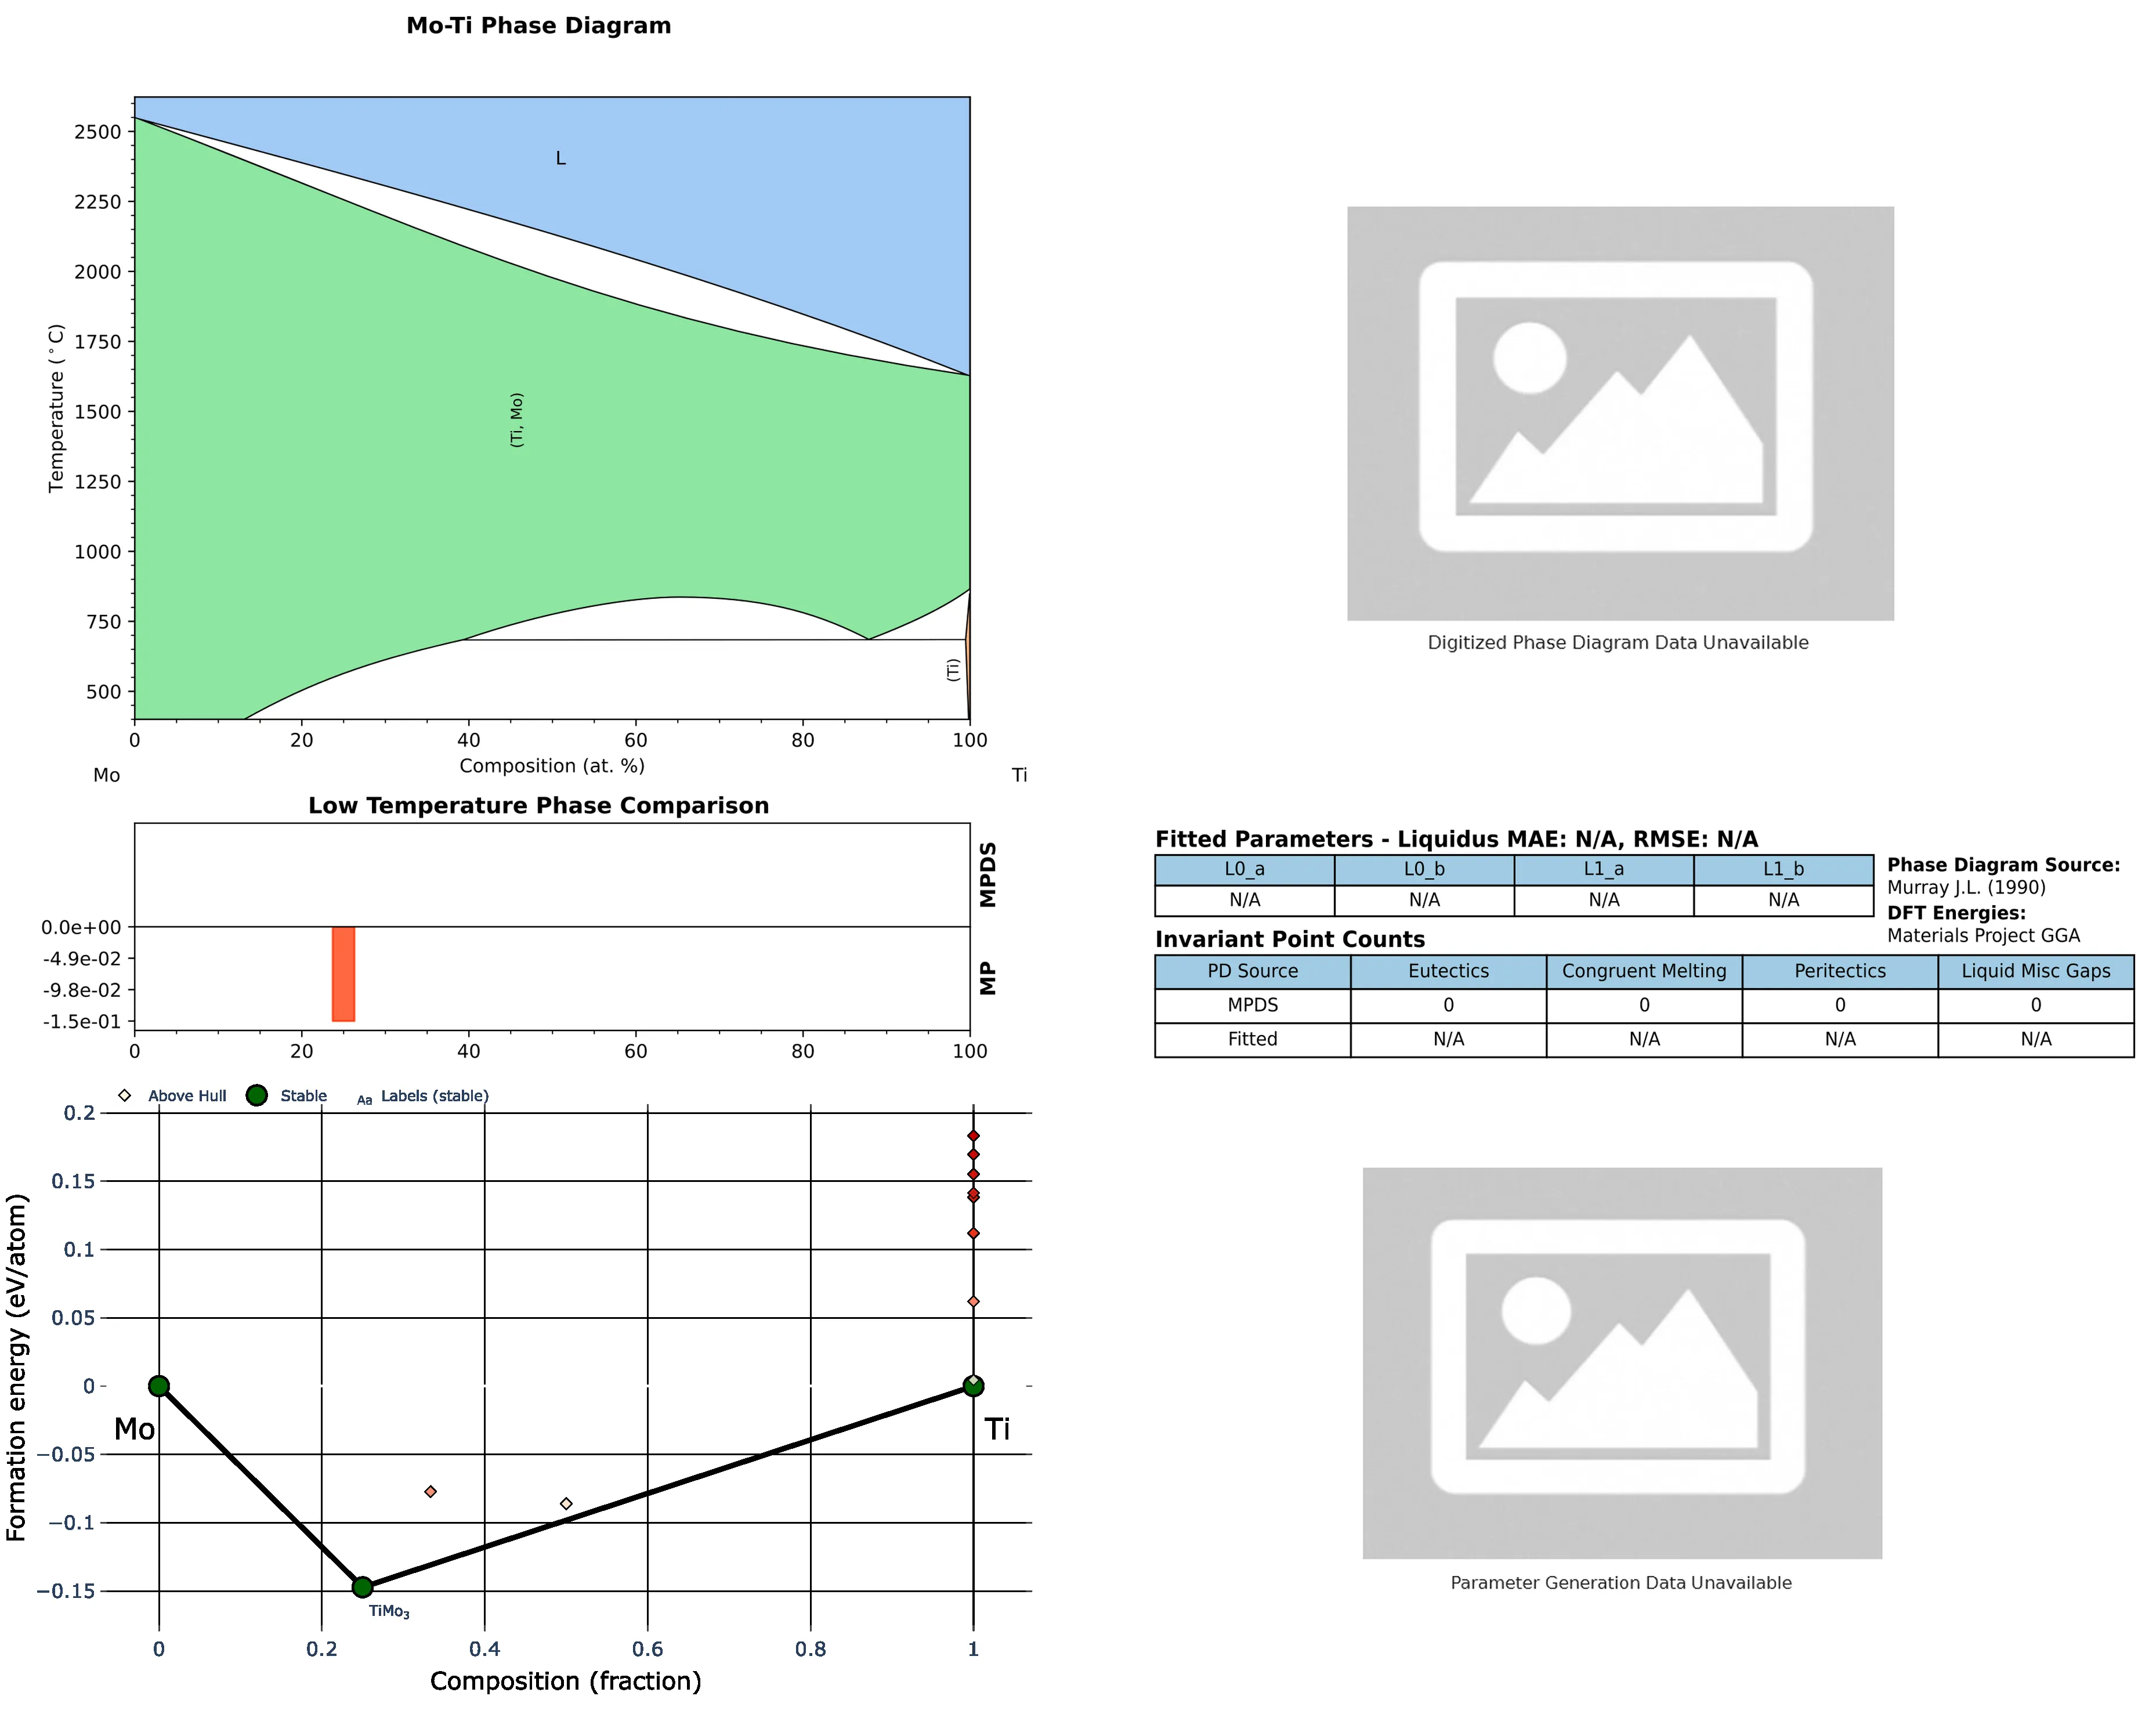 Mo-Ti Phase Diagram
2500
2250
2000
1750
1500
1250
1000
750
500
Temperature (°C)
L
(Ti, Mo)
(Ti)
0 20 40 60 80 100
Composition (at. %)
Mo Ti
Digitized Phase Diagram Data Unavailable
Low Temperature Phase Comparison
MPDS
MP
0.0e+00
-4.9e-02
-9.8e-02
-1.5e-01
0 20 40 60 80 100
Fitted Parameters - Liquidus MAE: N/A, RMSE: N/A
L0_a L0_b L1_a L1_b
N/A N/A N/A N/A
Phase Diagram Source:
Murray J.L. (1990)
DFT Energies:
Materials Project GGA
Invariant Point Counts
PD Source Eutectics Congruent Melting Peritectics Liquid Misc Gaps
MPDS 0 0 0 0
Fitted N/A N/A N/A N/A
Above Hull Stable Aa Labels (stable)
0.2
0.15
0.1
0.05
0
−0.05
−0.1
−0.15
Formation energy (eV/atom)
Mo Ti
TiMo₃
0 0.2 0.4 0.6 0.8 1
Composition (fraction)
Parameter Generation Data Unavailable